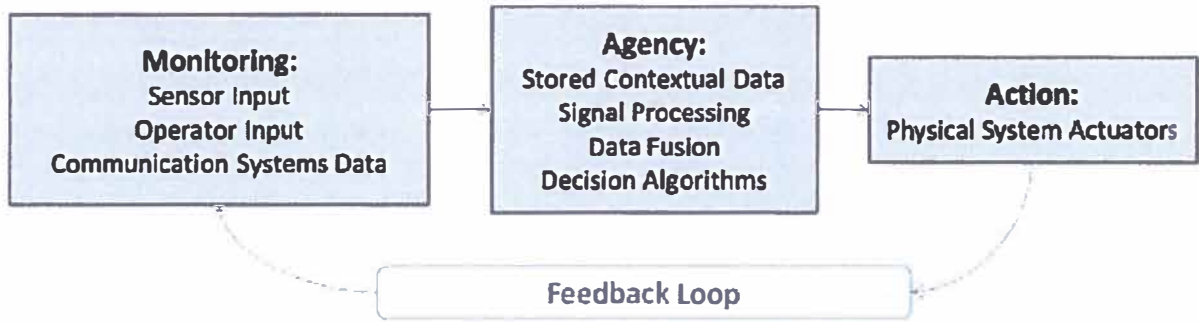 Monitoring:
Sensor Input
Operator Input
Communication Systems Data
Agency:
Stored Contextual Data
Signal Processing
Data Fusion
Decision Algorithms
Action:
Physical System Actuators
Feedback Loop